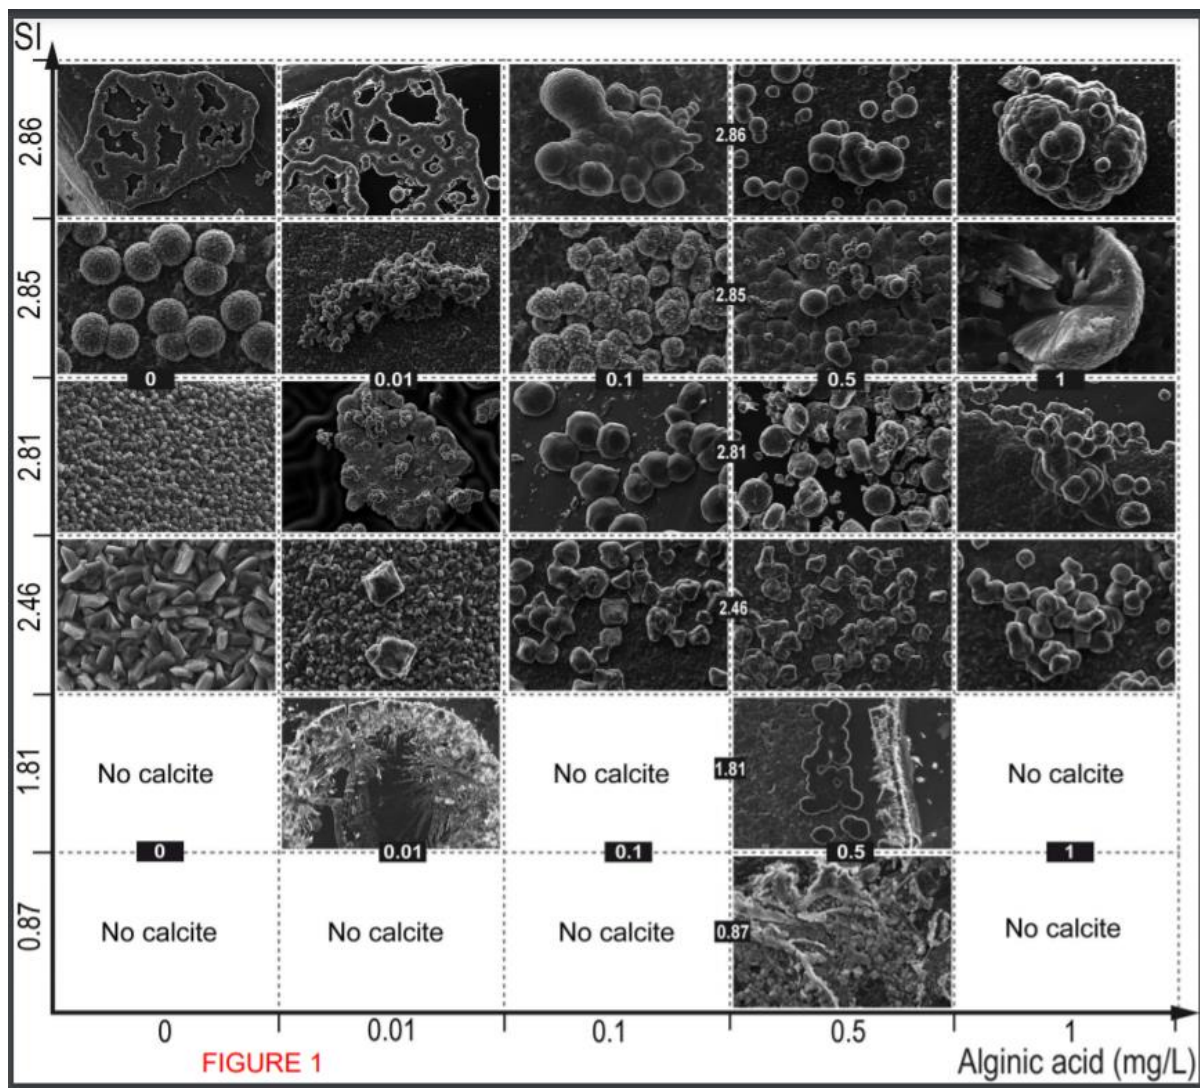 SI
2.86
2.86
2.85
2.85
0 0.01 0.1 0.5 1
2.81
2.81
2.46
2.46
1.81
No calcite
No calcite
1.81
No calcite
0 0.01 0.1 0.5 1
0.87
No calcite
No calcite
No calcite
0.87
No calcite
0 0.01 0.1 0.5 1
FIGURE 1
Alginic acid (mg/L)